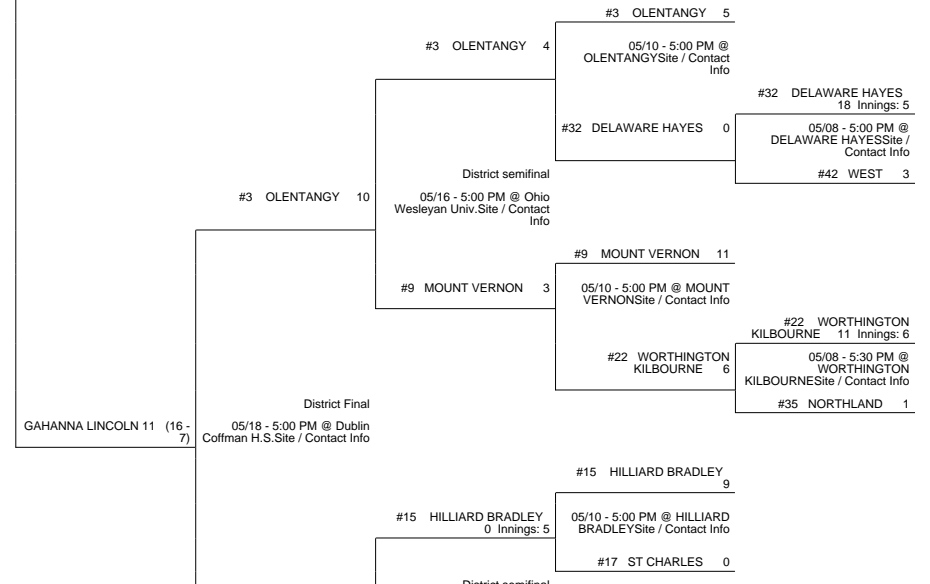 #3 OLENTANGY 5
#3 OLENTANGY 4
05/10 - 5:00 PM @
OLENTANGYSite / Contact
Info
#32 DELAWARE HAYES
18 Innings: 5
#32 DELAWARE HAYES 0
05/08 - 5:00 PM @
DELAWARE HAYESSite /
Contact Info
#42 WEST 3
District semifinal
#3 OLENTANGY 10
05/16 - 5:00 PM @ Ohio
Wesleyan Univ.Site / Contact
Info
#9 MOUNT VERNON 11
#9 MOUNT VERNON 3
05/10 - 5:00 PM @ MOUNT
VERNONSite / Contact Info
#22 WORTHINGTON
KILBOURNE 11 Innings: 6
#22 WORTHINGTON
KILBOURNE 6
05/08 - 5:30 PM @
WORTHINGTON
KILBOURNESite / Contact Info
#35 NORTHLAND 1
District Final
GAHANNA LINCOLN 11 (16 -
7)
05/18 - 5:00 PM @ Dublin
Coffman H.S.Site / Contact Info
#15 HILLIARD BRADLEY
9
#15 HILLIARD BRADLEY
0 Innings: 5
05/10 - 5:00 PM @ HILLIARD
BRADLEYSite / Contact Info
#17 ST CHARLES 0
District semifinal